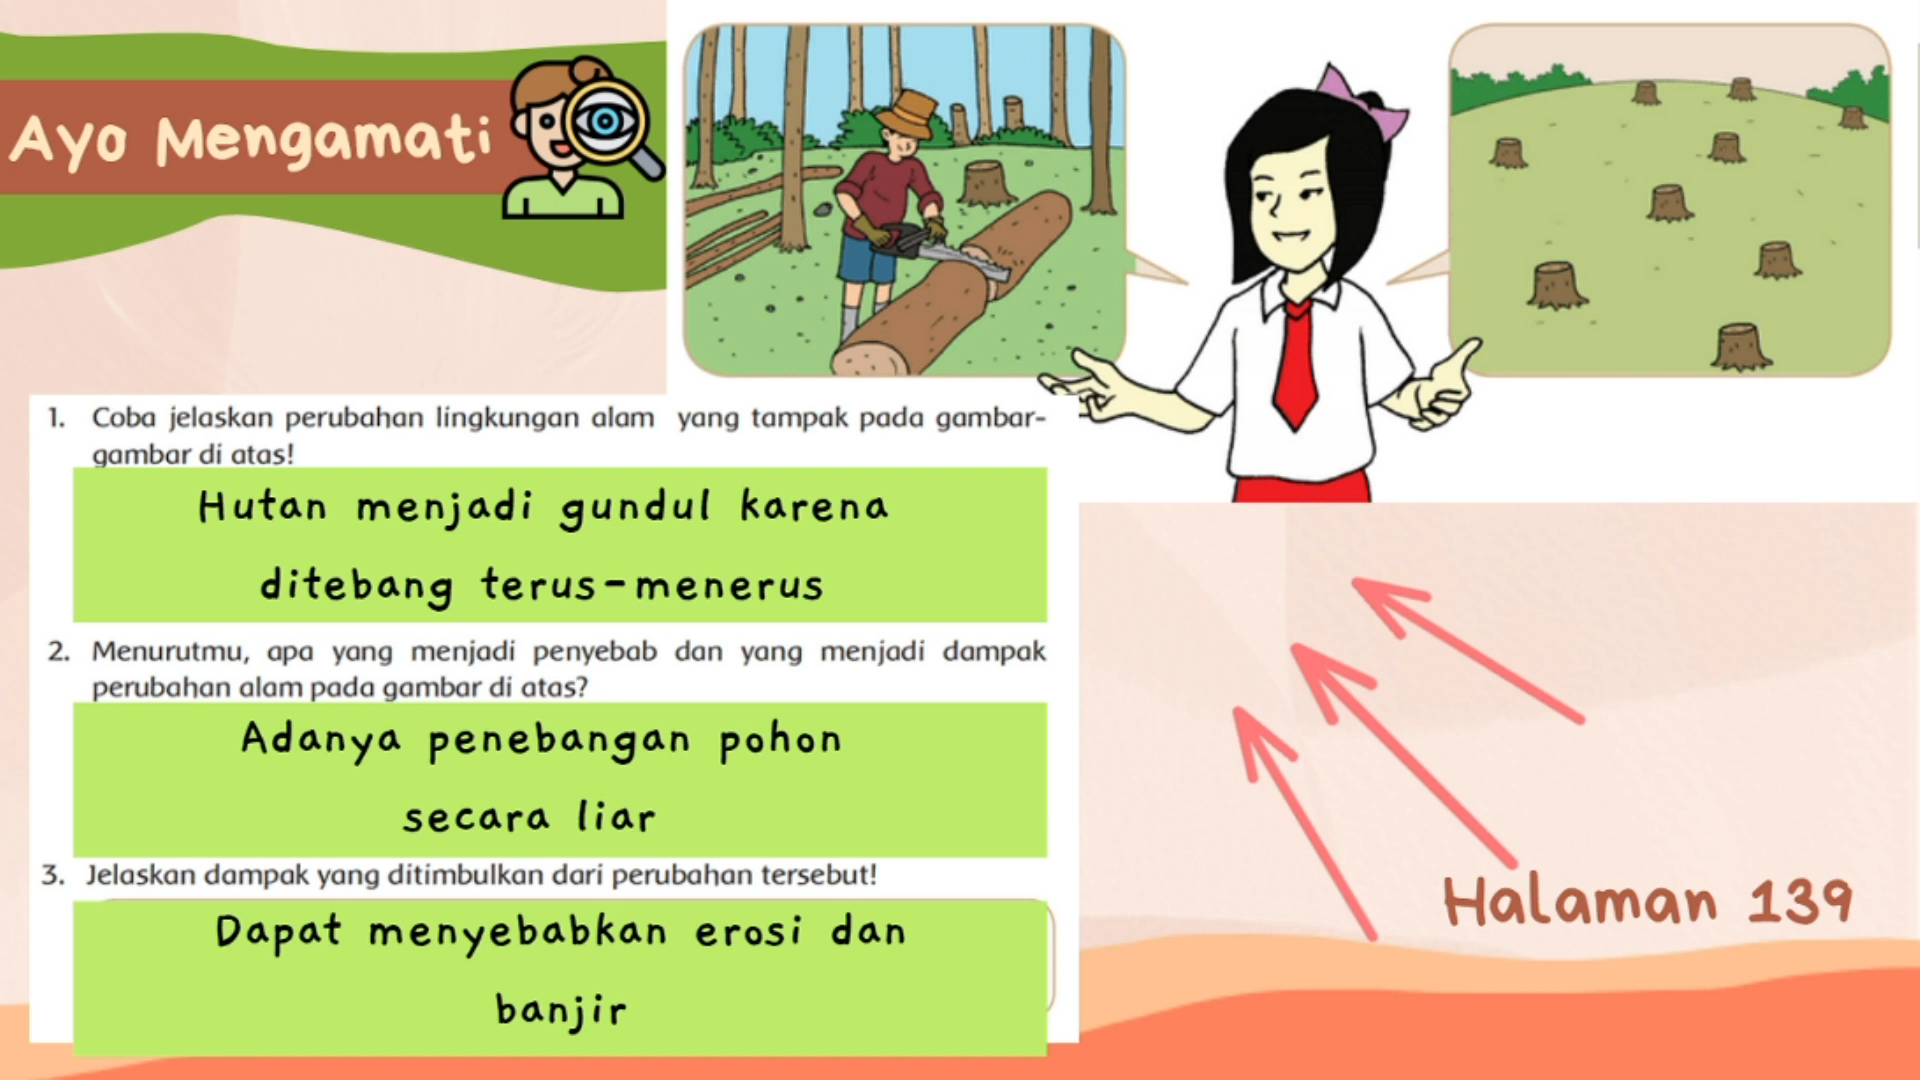 Ayo Mengamati
1. Coba jelaskan perubahan lingkungan alam yang tampak pada gambar-
gambar di atas!
Hutan menjadi gundul karena
ditebang terus-menerus
2. Menurutmu, apa yang menjadi penyebab dan yang menjadi dampak
perubahan alam pada gambar di atas?
Adanya penebangan pohon
secara liar
3. Jelaskan dampak yang ditimbulkan dari perubahan tersebut!
Dapat menyebabkan erosi dan
banjir
Halaman 139